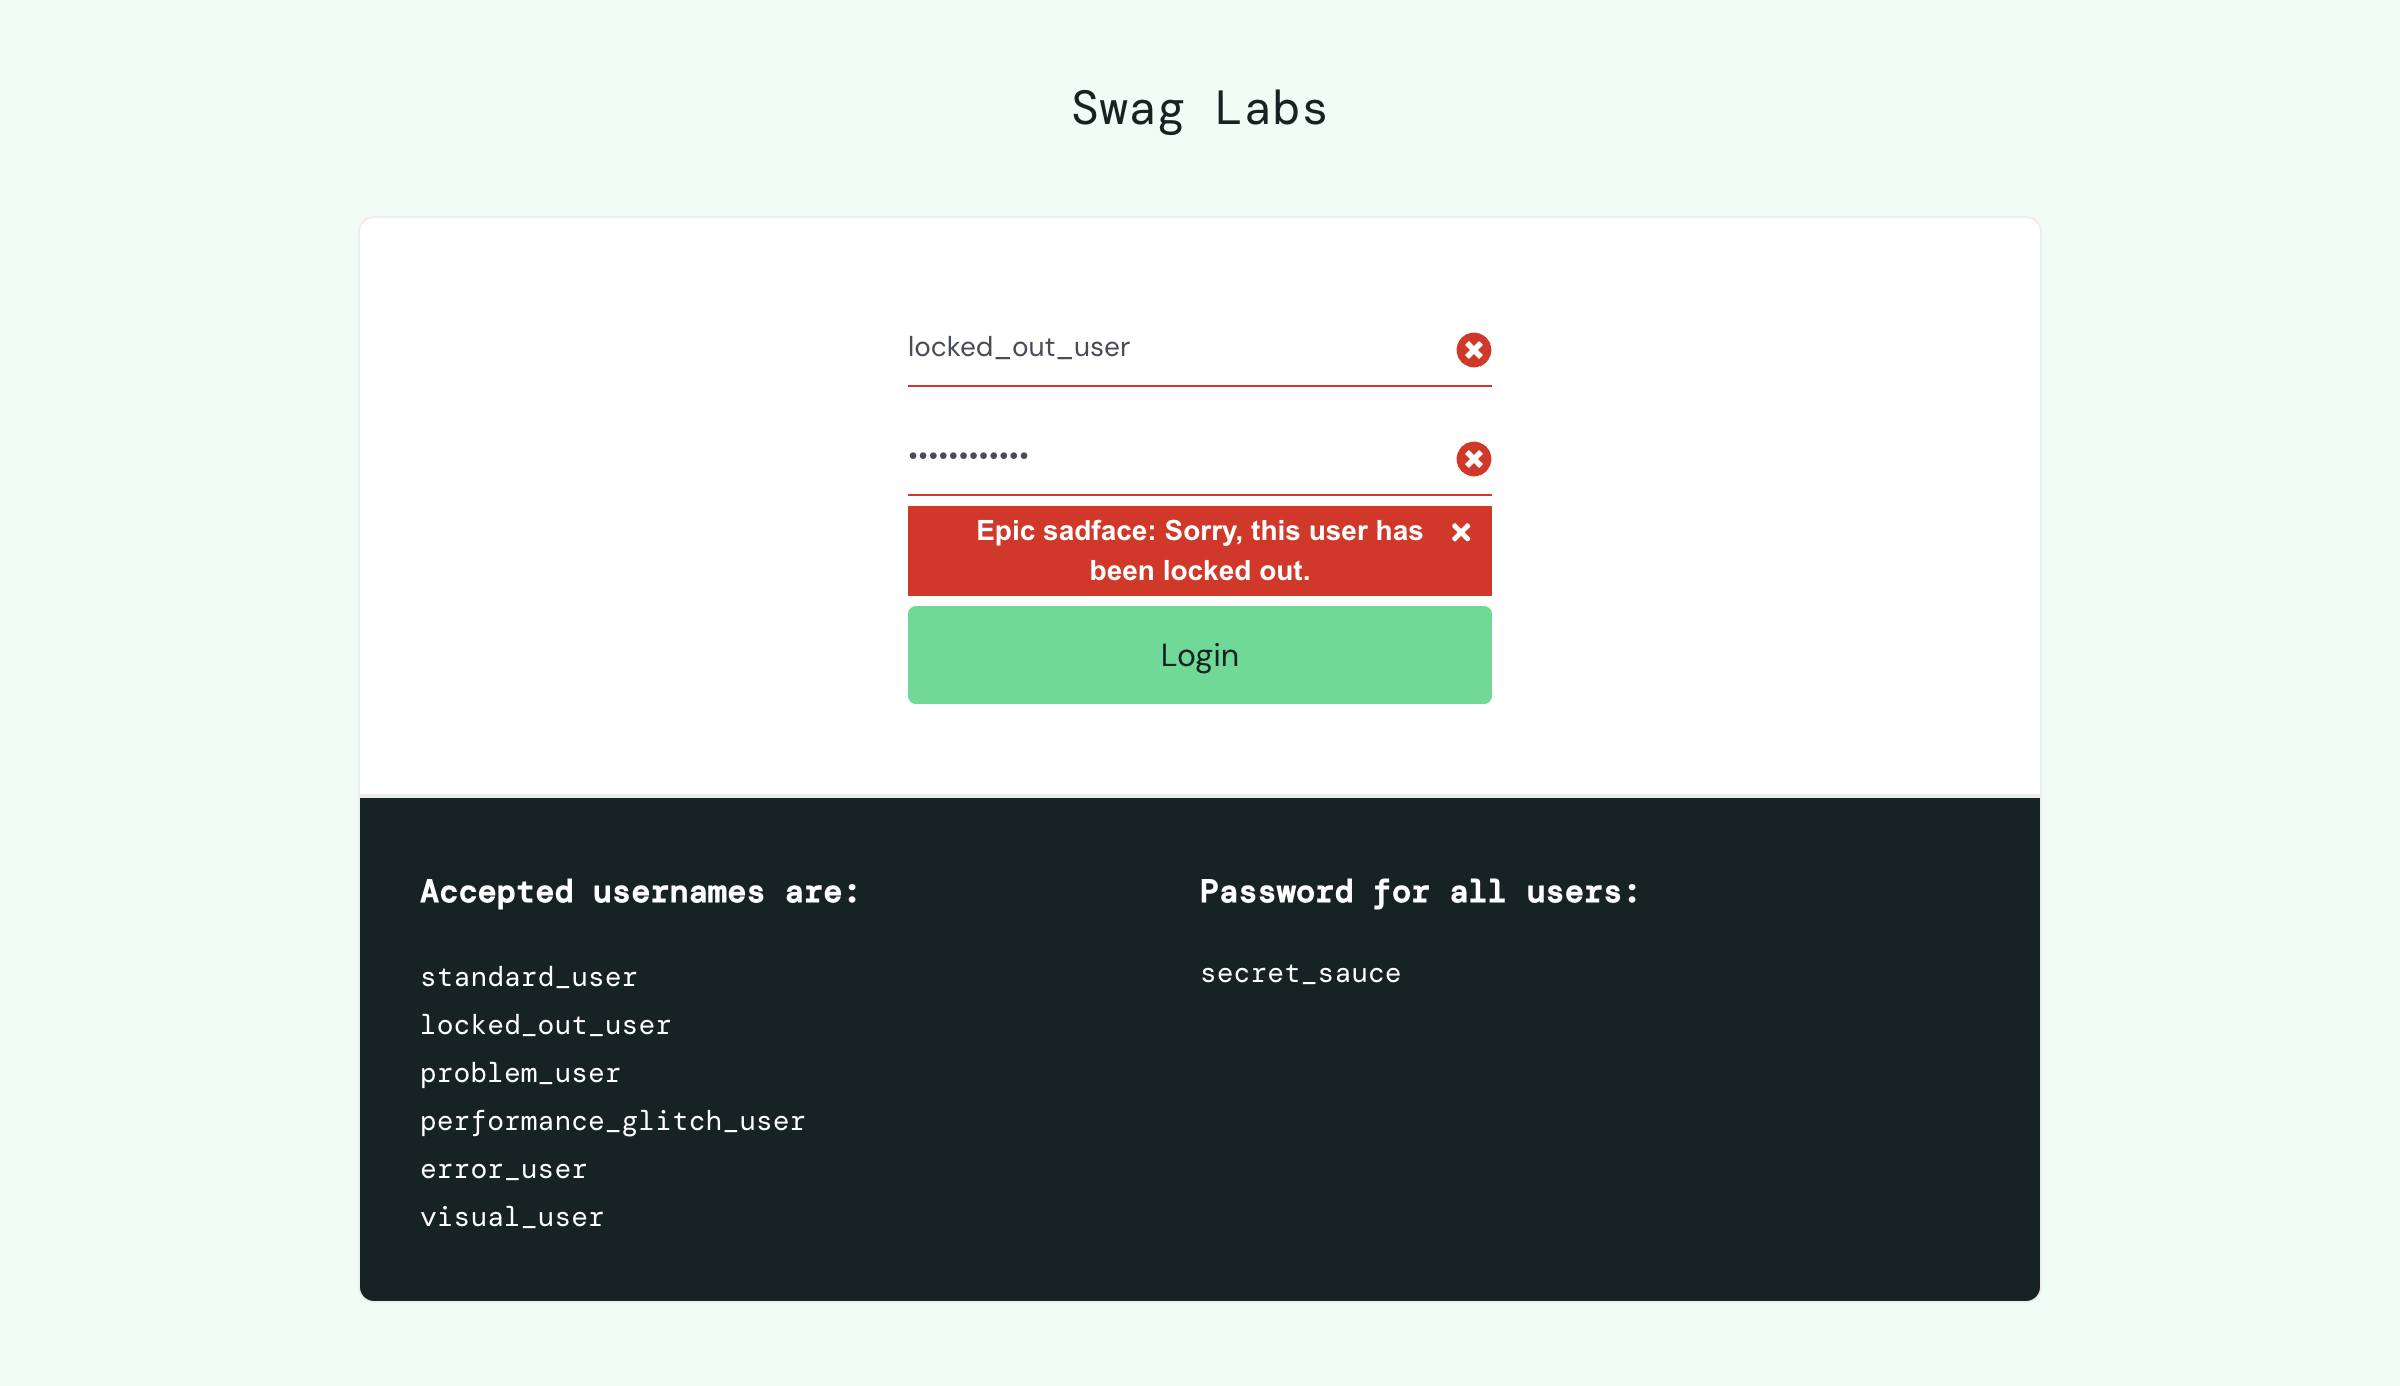 Swag Labs
locked_out_user
••••••••••••
Epic sadface: Sorry, this user has
been locked out.
Login
Accepted usernames are:
standard_user
locked_out_user
problem_user
performance_glitch_user
error_user
visual_user
Password for all users:
secret_sauce